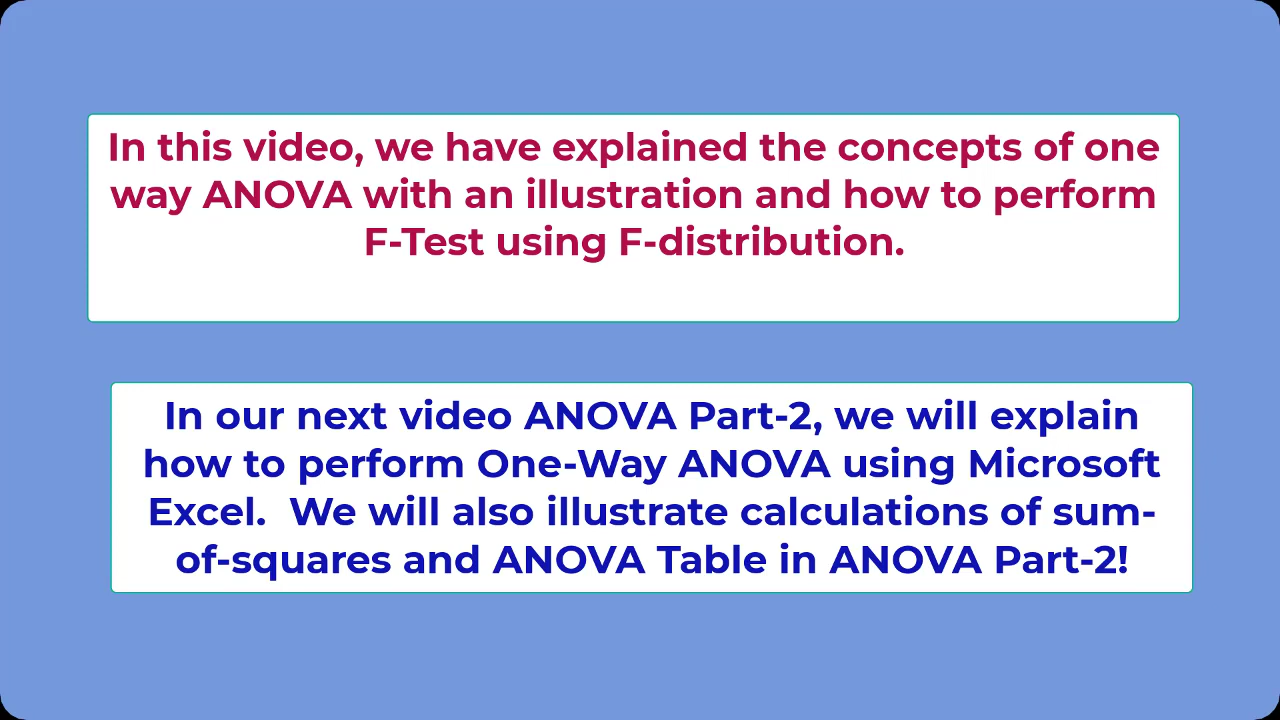 In this video, we have explained the concepts of one
way ANOVA with an illustration and how to perform
F-Test using F-distribution.
In our next video ANOVA Part-2, we will explain
how to perform One-Way ANOVA using Microsoft
Excel.  We will also illustrate calculations of sum-
of-squares and ANOVA Table in ANOVA Part-2!